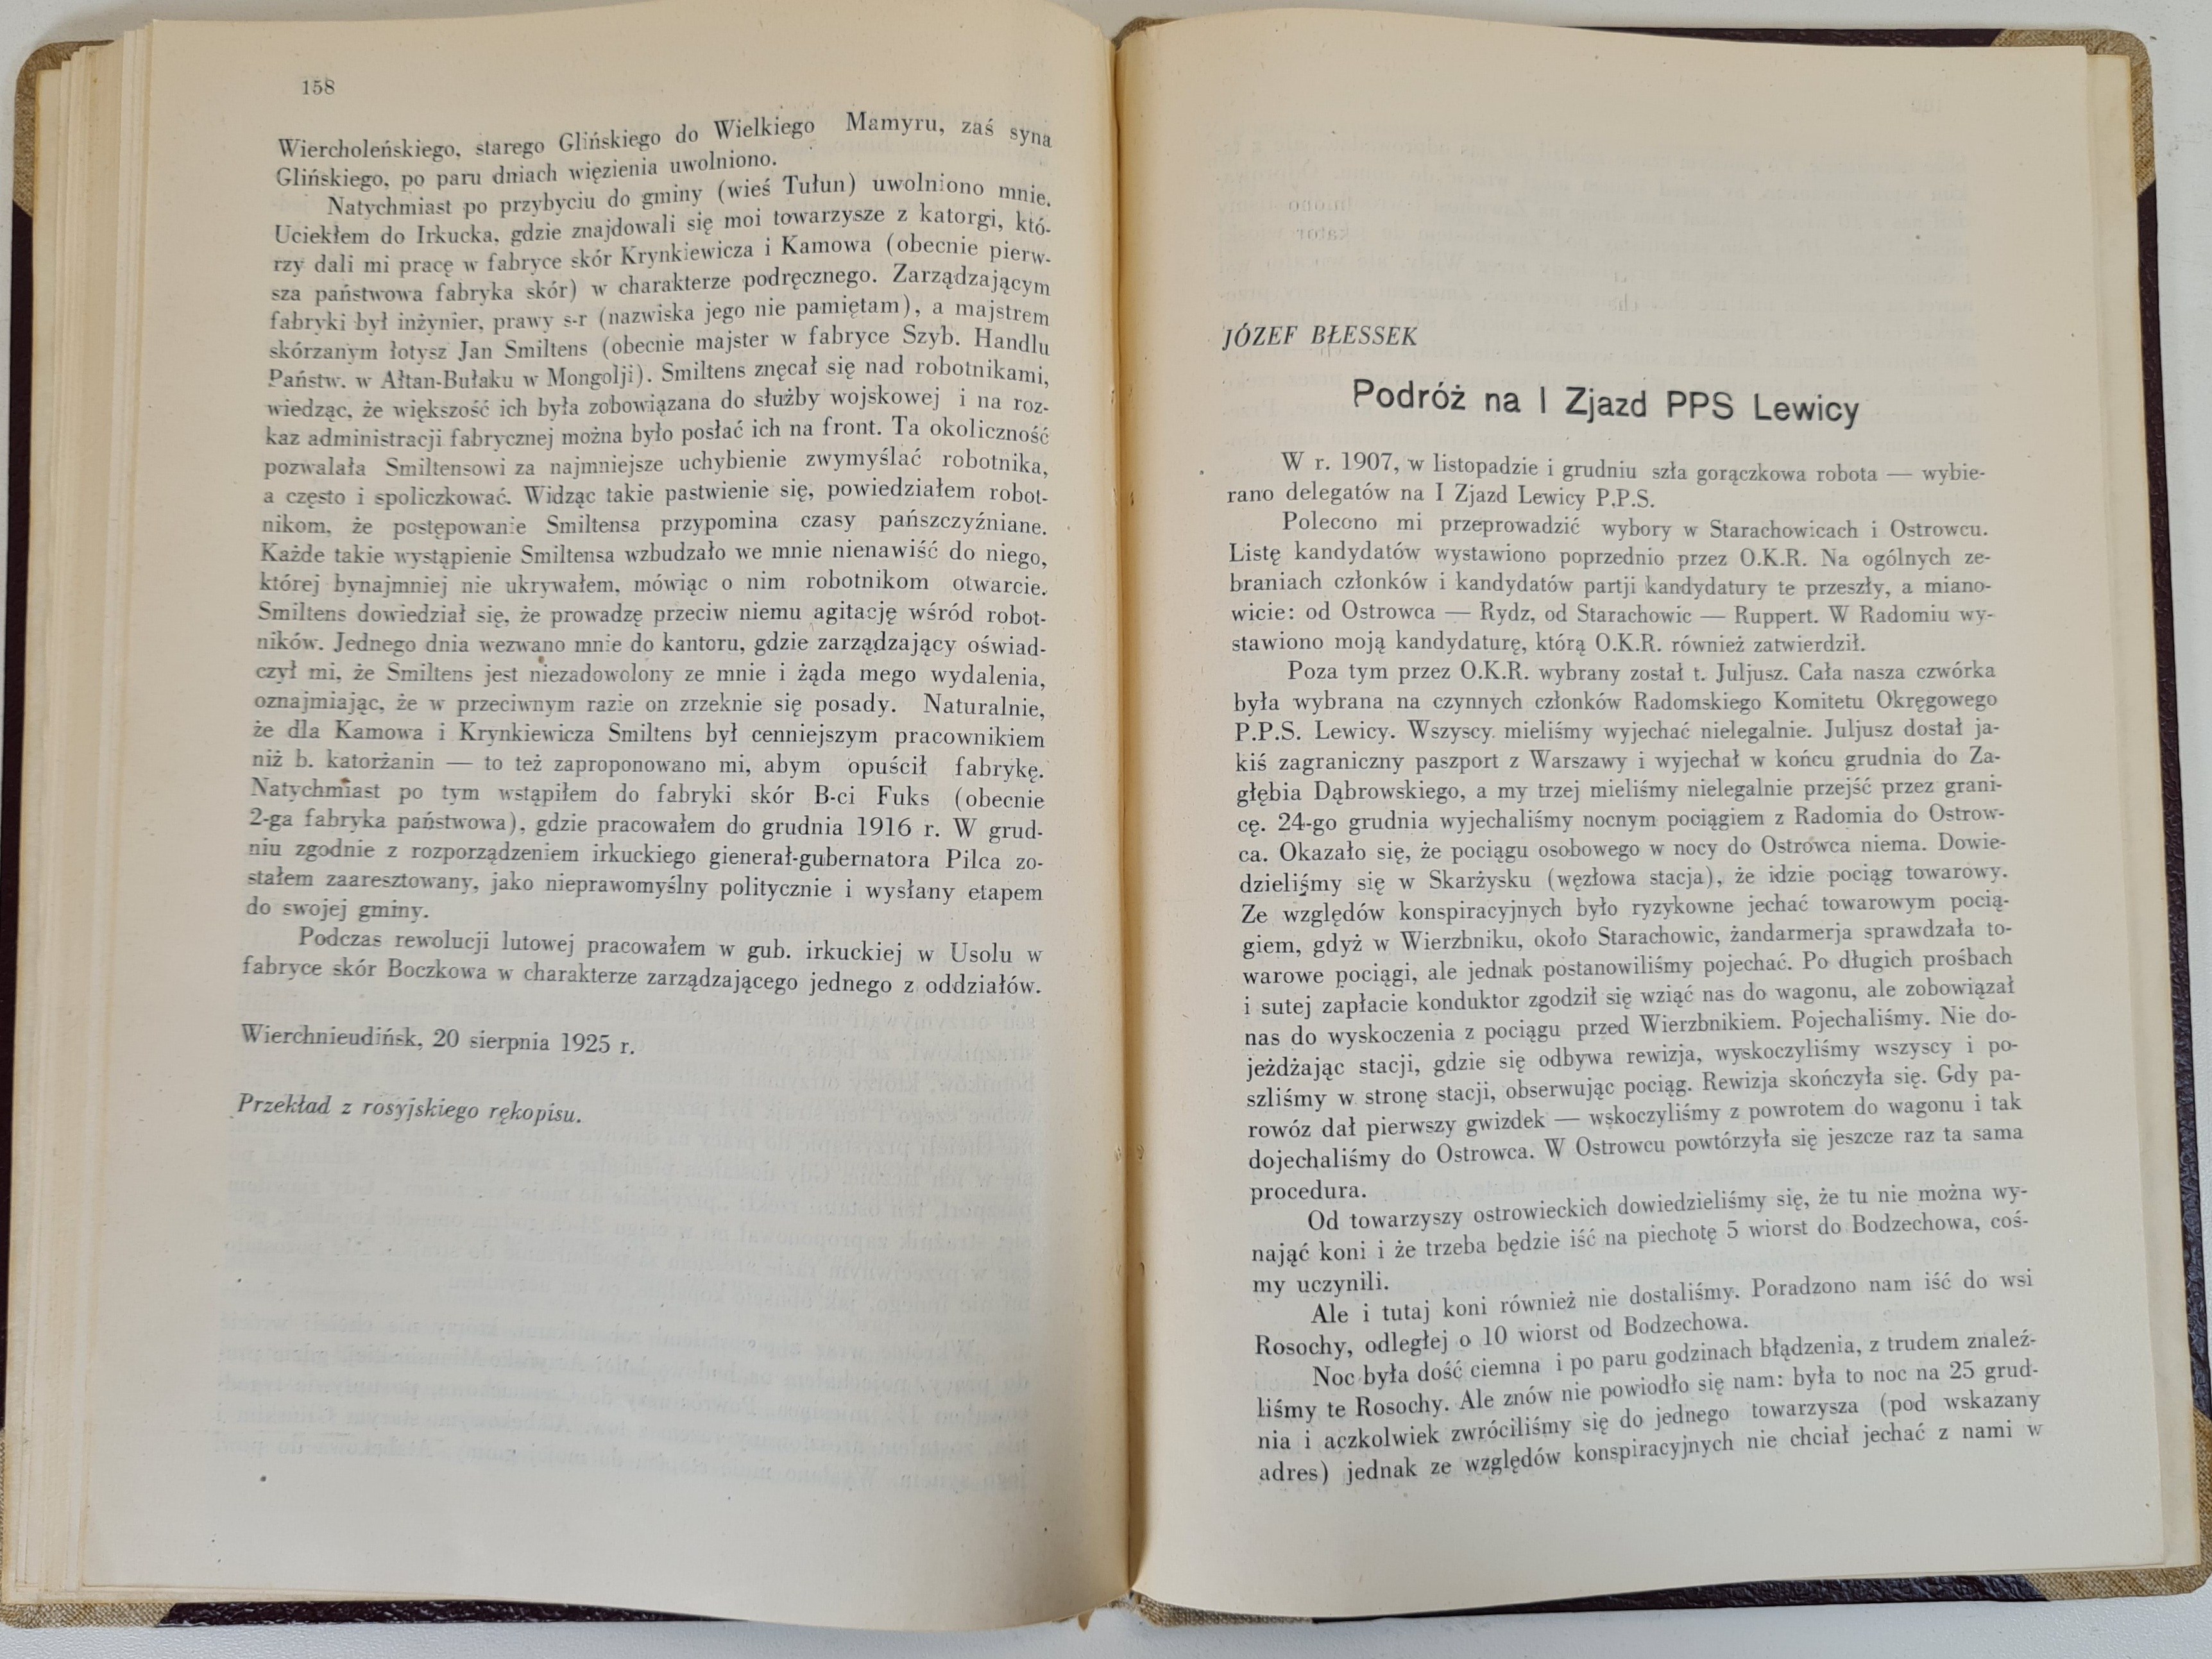 158
Wiercholeńskiego, starego Glińskiego do Wielkiego Mamyru, zaś syna
Glińskiego, po paru dniach więzienia uwolniono.
Natychmiast po przybyciu do gminy (wieś Tułun) uwolniono mnie.
Uciekłem do Irkucka, gdzie znajdowali się moi towarzysze z katorgi, któ-
rzy dali mi pracę w fabryce skór Krynkiewicza i Kamowa (obecnie pierw-
sza państwowa fabryka skór) w charakterze podręcznego. Zarządzającym
fabryki był inżynier, prawy s-r (nazwiska jego nie pamiętam), a majstrem
skórzanym łotysz Jan Smiltens (obecnie majster w fabryce Szyb. Handlu
Państw. w Ałtan-Bułaku w Mongolji). Smiltens znęcał się nad robotnikami,
wiedząc, że większość ich była zobowiązana do służby wojskowej i na roz-
kaz administracji fabrycznej można było posłać ich na front. Ta okoliczność
pozwalała Smiltensowi za najmniejsze uchybienie zwymyślać robotnika,
a często i spoliczkować. Widząc takie pastwienie się, powiedziałem robot-
nikom, że postępowanie Smiltensa przypomina czasy pańszczyźniane.
Każde takie wystąpienie Smiltensa wzbudzało we mnie nienawiść do niego,
której bynajmniej nie ukrywałem, mówiąc o nim robotnikom otwarcie.
Smiltens dowiedział się, że prowadzę przeciw niemu agitację wśród robot-
ników. Jednego dnia wezwano mnie do kantoru, gdzie zarządzający oświad-
czył mi, że Smiltens jest niezadowolony ze mnie i żąda mego wydalenia,
oznajmiając, że w przeciwnym razie on zrzeknie się posady. Naturalnie,
że dla Kamowa i Krynkiewicza Smiltens był cenniejszym pracownikiem
niż b. katorżanin — to też zaproponowano mi, abym opuścił fabrykę.
Natychmiast po tym wstąpiłem do fabryki skór B-ci Fuks (obecnie
2-ga fabryka państwowa), gdzie pracowałem do grudnia 1916 r. W grud-
niu zgodnie z rozporządzeniem irkuckiego gienerał-gubernatora Pilca zo-
stałem zaaresztowany, jako nieprawomyślny politycznie i wysłany etapem
do swojej gminy.
Podczas rewolucji lutowej pracowałem w gub. irkuckiej w Usolu w
fabryce skór Boczkowa w charakterze zarządzającego jednego z oddziałów.
Wierchnieudińsk, 20 sierpnia 1925 r.
Przekład z rosyjskiego rękopisu.
JÓZEF BŁESSEK
Podróż na I Zjazd PPS Lewicy
W r. 1907, w listopadzie i grudniu szła gorączkowa robota — wybie-
rano delegatów na I Zjazd Lewicy P.P.S.
Polecono mi przeprowadzić wybory w Starachowicach i Ostrowcu.
Listę kandydatów wystawiono poprzednio przez O.K.R. Na ogólnych ze-
braniach członków i kandydatów partji kandydatury te przeszły, a miano-
wicie: od Ostrowca — Rydz, od Starachowic — Ruppert. W Radomiu wy-
stawiono moją kandydaturę, którą O.K.R. również zatwierdził.
Poza tym przez O.K.R. wybrany został t. Juljusz. Cała nasza czwórka
była wybrana na czynnych członków Radomskiego Komitetu Okręgowego
P.P.S. Lewicy. Wszyscy mieliśmy wyjechać nielegalnie. Juljusz dostał ja-
kiś zagraniczny paszport z Warszawy i wyjechał w końcu grudnia do Za-
głębia Dąbrowskiego, a my trzej mieliśmy nielegalnie przejść przez grani-
cę. 24-go grudnia wyjechaliśmy nocnym pociągiem z Radomia do Ostrow-
ca. Okazało się, że pociągu osobowego w nocy do Ostrowca niema. Dowie-
dzieliśmy się w Skarżysku (węzłowa stacja), że idzie pociąg towarowy.
Ze względów konspiracyjnych było ryzykowne jechać towarowym pocią-
giem, gdyż w Wierzbniku, około Starachowic, żandarmerja sprawdzała to-
warowe pociągi, ale jednak postanowiliśmy pojechać. Po długich prośbach
i sutej zapłacie konduktor zgodził się wziąć nas do wagonu, ale zobowiązał
nas do wyskoczenia z pociągu przed Wierzbnikiem. Pojechaliśmy. Nie do-
jeżdżając stacji, gdzie się odbywa rewizja, wyskoczyliśmy wszyscy i po-
szliśmy w stronę stacji, obserwując pociąg. Rewizja skończyła się. Gdy pa-
rowóz dał pierwszy gwizdek — wskoczyliśmy z powrotem do wagonu i tak
dojechaliśmy do Ostrowca. W Ostrowcu powtórzyła się jeszcze raz ta sama
procedura.
Od towarzyszy ostrowieckich dowiedzieliśmy się, że tu nie można wy-
nająć koni i że trzeba będzie iść na piechotę 5 wiorst do Bodzechowa, coś-
my uczynili.
Ale i tutaj koni również nie dostaliśmy. Poradzono nam iść do wsi
Rosochy, odległej o 10 wiorst od Bodzechowa.
Noc była dość ciemna i po paru godzinach błądzenia, z trudem znaleź-
liśmy te Rosochy. Ale znów nie powiodło się nam: była to noc na 25 grud-
nia i aczkolwiek zwróciliśmy się do jednego towarzysza (pod wskazany
adres) jednak ze względów konspiracyjnych nie chciał jechać z nami w